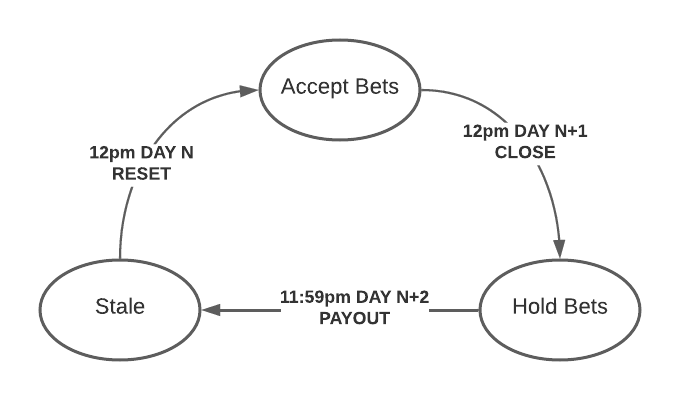 Accept Bets
12pm DAY N+1
CLOSE
12pm DAY N
RESET
11:59pm DAY N+2
PAYOUT
Stale
Hold Bets